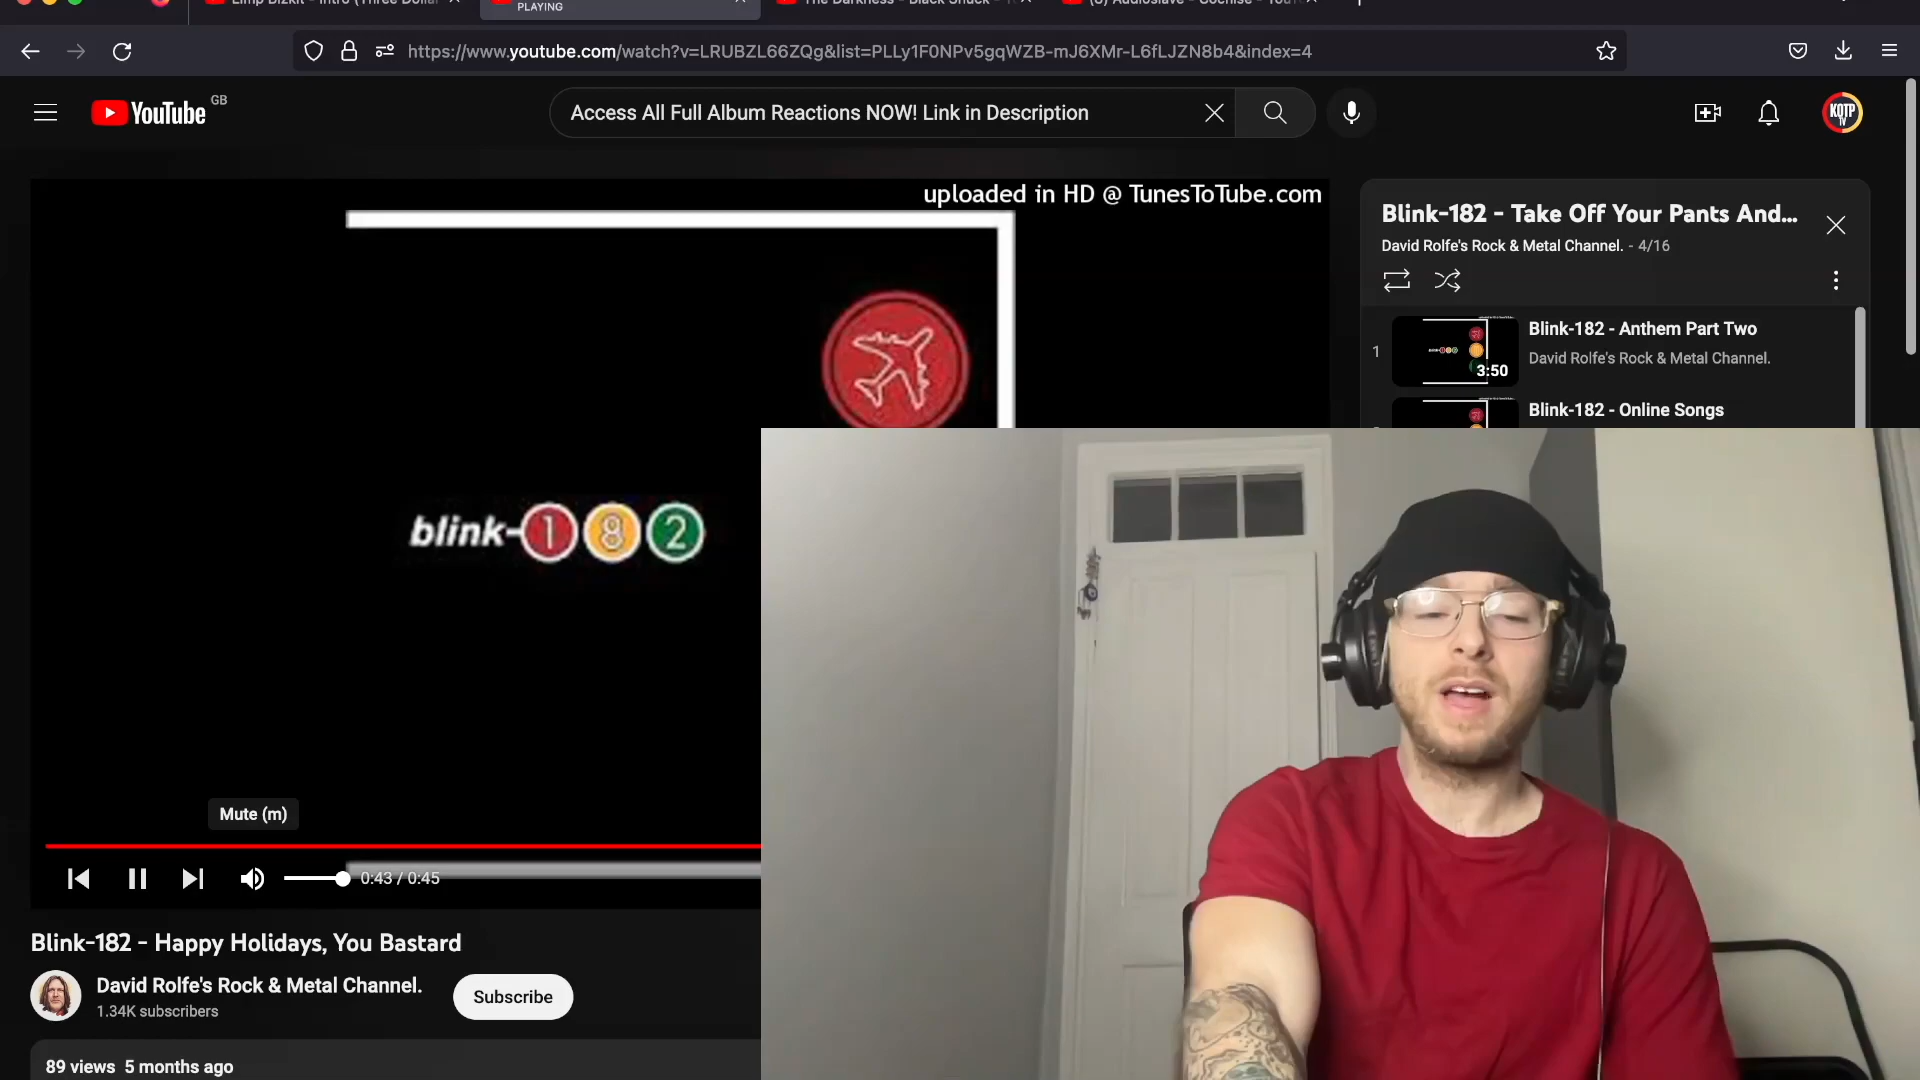 PLAYING
https://www.youtube.com/watch?v=LRUBZL66ZQg&list=PLLy1F0NPv5gqWZB-mJ6XMr-L6fLJZN8b4&index=4
YouTube GB
Access All Full Album Reactions NOW! Link in Description
KOTP
TV
uploaded in HD @ TunesToTube.com
blink-182
Mute (m)
0:43 / 0:45
Blink-182 - Happy Holidays, You Bastard
David Rolfe's Rock & Metal Channel.
1.34K subscribers
Subscribe
89 views 5 months ago
Blink-182 - Take Off Your Pants And...
David Rolfe's Rock & Metal Channel. - 4/16
1
3:50
Blink-182 - Anthem Part Two
David Rolfe's Rock & Metal Channel.
Blink-182 - Online Songs